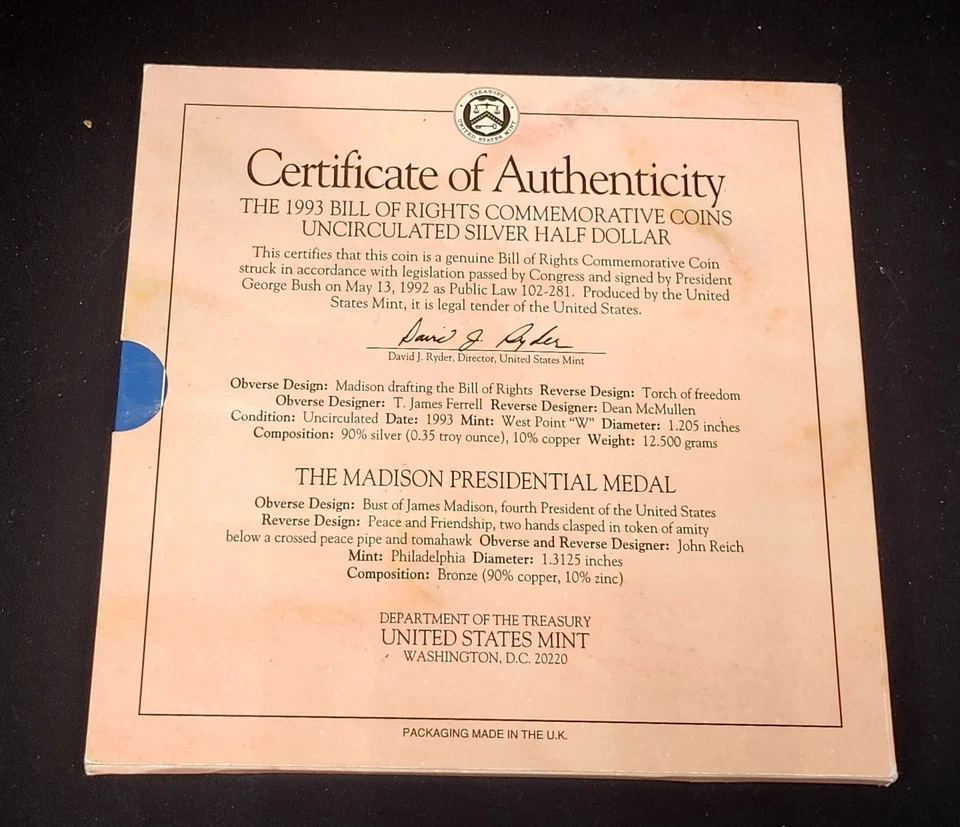 TREASURY
UNITED STATES MINT
Certificate of Authenticity
THE 1993 BILL OF RIGHTS COMMEMORATIVE COINS
UNCIRCULATED SILVER HALF DOLLAR
This certifies that this coin is a genuine Bill of Rights Commemorative Coin
struck in accordance with legislation passed by Congress and signed by President
George Bush on May 13, 1992 as Public Law 102-281. Produced by the United
States Mint, it is legal tender of the United States.
David J. Ryder
David J. Ryder, Director, United States Mint
Obverse Design: Madison drafting the Bill of Rights Reverse Design: Torch of freedom
Obverse Designer: T. James Ferrell Reverse Designer: Dean McMullen
Condition: Uncirculated Date: 1993 Mint: West Point "W" Diameter: 1.205 inches
Composition: 90% silver (0.35 troy ounce), 10% copper Weight: 12.500 grams
THE MADISON PRESIDENTIAL MEDAL
Obverse Design: Bust of James Madison, fourth President of the United States
Reverse Design: Peace and Friendship, two hands clasped in token of amity
below a crossed peace pipe and tomahawk Obverse and Reverse Designer: John Reich
Mint: Philadelphia Diameter: 1.3125 inches
Composition: Bronze (90% copper, 10% zinc)
DEPARTMENT OF THE TREASURY
UNITED STATES MINT
WASHINGTON, D.C. 20220
PACKAGING MADE IN THE U.K.